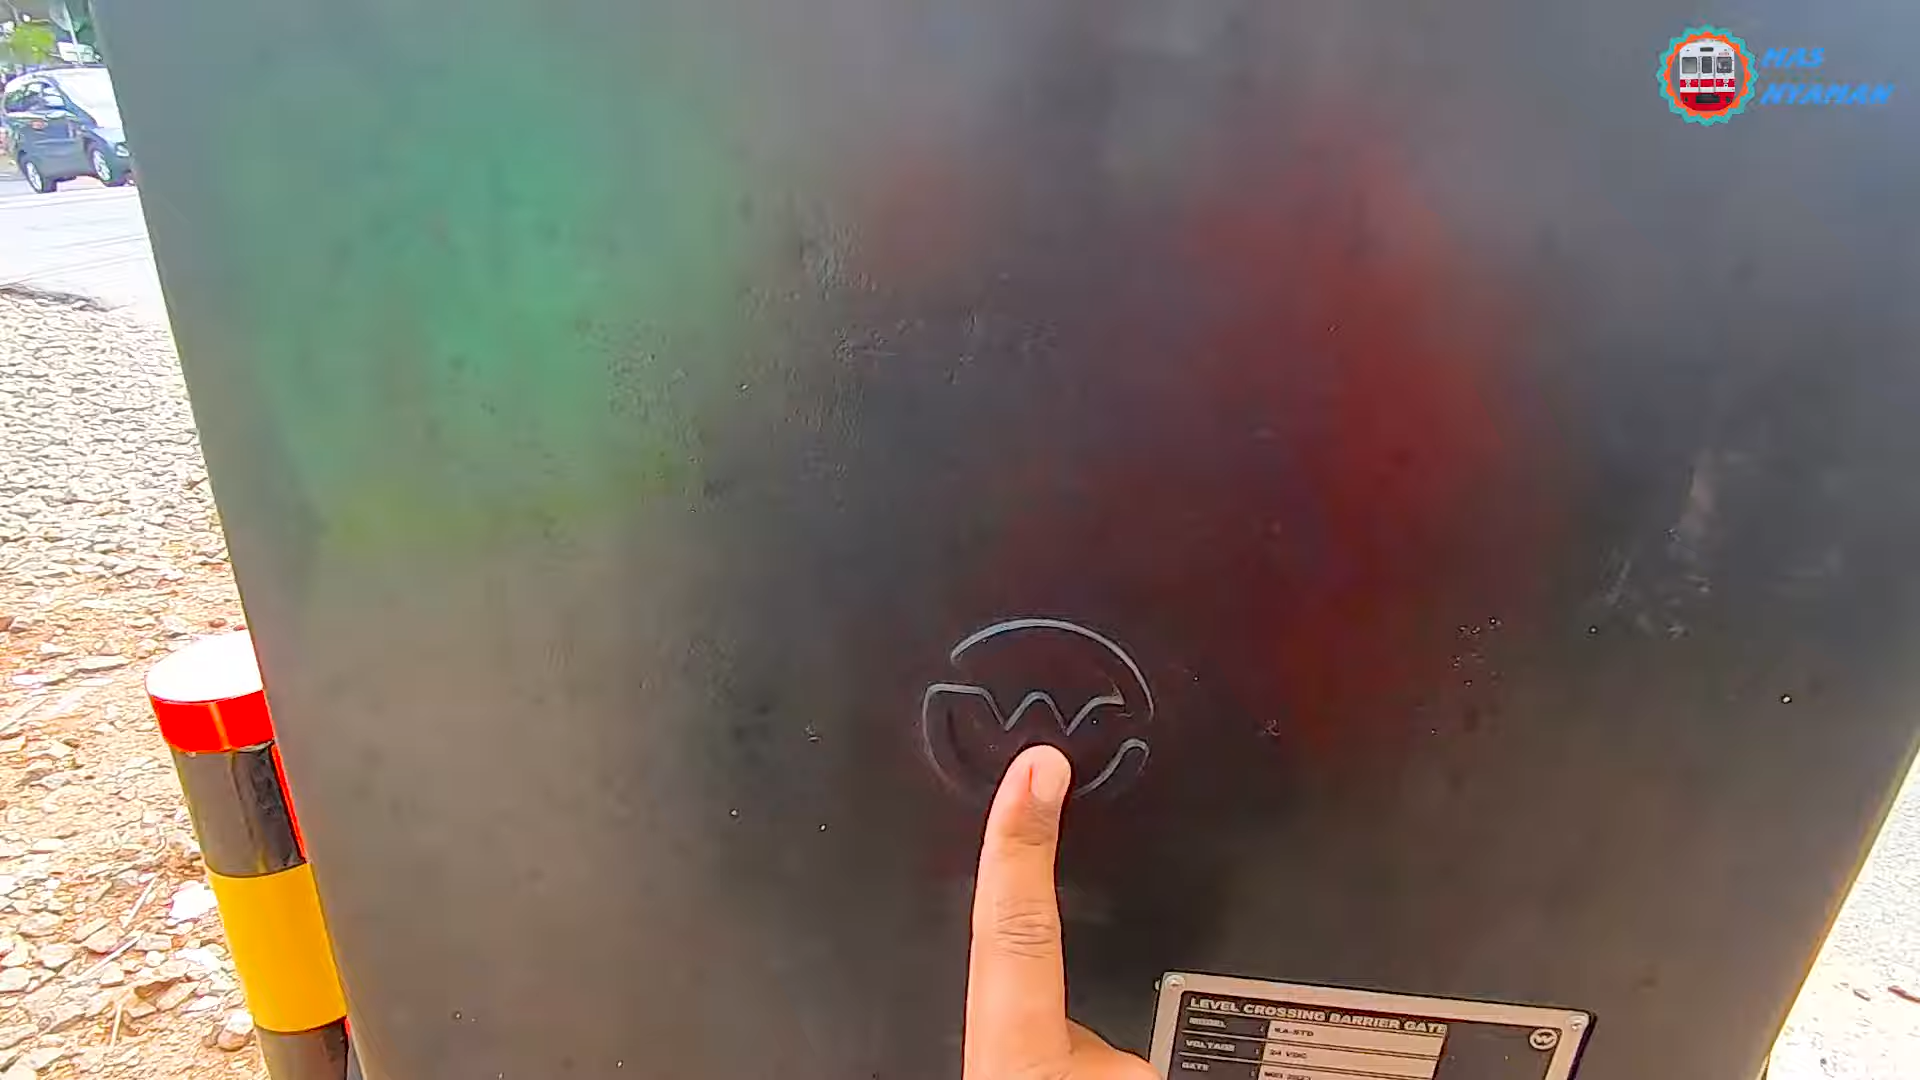 MAS
NYAMAN
W
LEVEL CROSSING BARRIER GATE
MODEL :
VOLTAGE : 24 VDC
DATE :
W